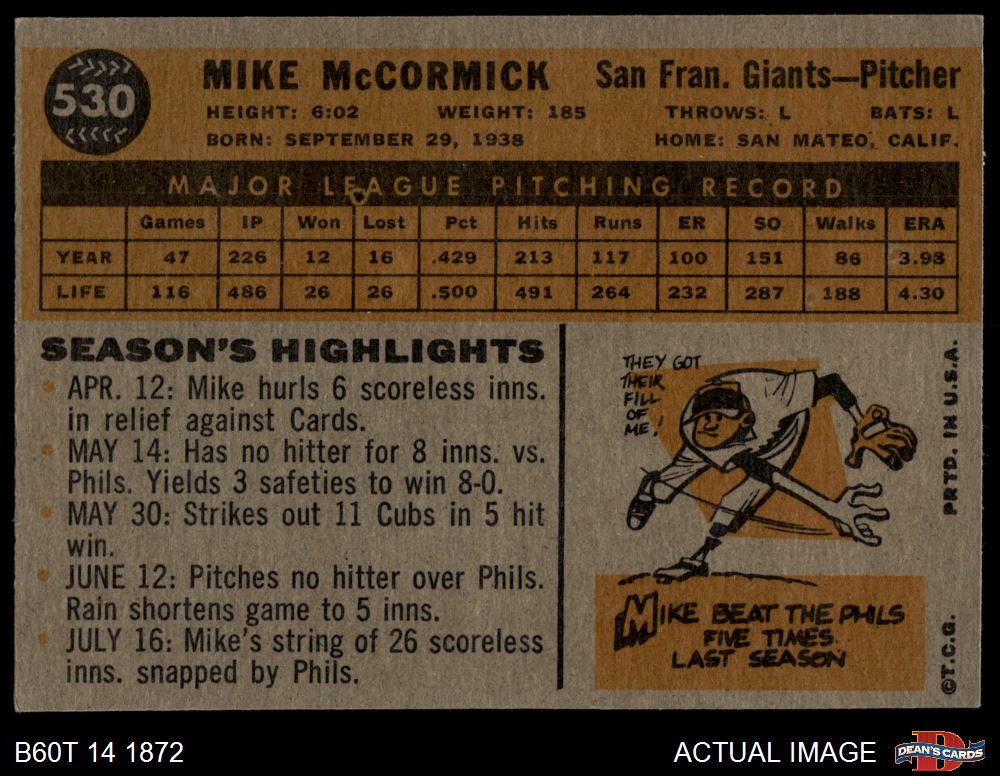 530
MIKE McCORMICK San Fran. Giants—Pitcher
HEIGHT: 6:02 WEIGHT: 185 THROWS: L BATS: L
BORN: SEPTEMBER 29, 1938 HOME: SAN MATEO, CALIF.
MAJOR LEAGUE PITCHING RECORD
Games IP Won Lost Pct Hits Runs ER SO Walks ERA
YEAR 47 226 12 16 .429 213 117 100 151 86 3.98
LIFE 116 486 26 26 .500 491 264 232 287 188 4.30
SEASON'S HIGHLIGHTS
• APR. 12: Mike hurls 6 scoreless inns.
in relief against Cards.
• MAY 14: Has no hitter for 8 inns. vs.
Phils. Yields 3 safeties to win 8-0.
• MAY 30: Strikes out 11 Cubs in 5 hit
win.
• JUNE 12: Pitches no hitter over Phils.
Rain shortens game to 5 inns.
• JULY 16: Mike's string of 26 scoreless
inns. snapped by Phils.
THEY GOT
THEIR
FILL
OF
ME!
MIKE BEAT THE PHILS
FIVE TIMES
LAST SEASON
©T.C.G. PRTD. IN U.S.A.
B60T 14 1872 ACTUAL IMAGE DEAN'S CARDS